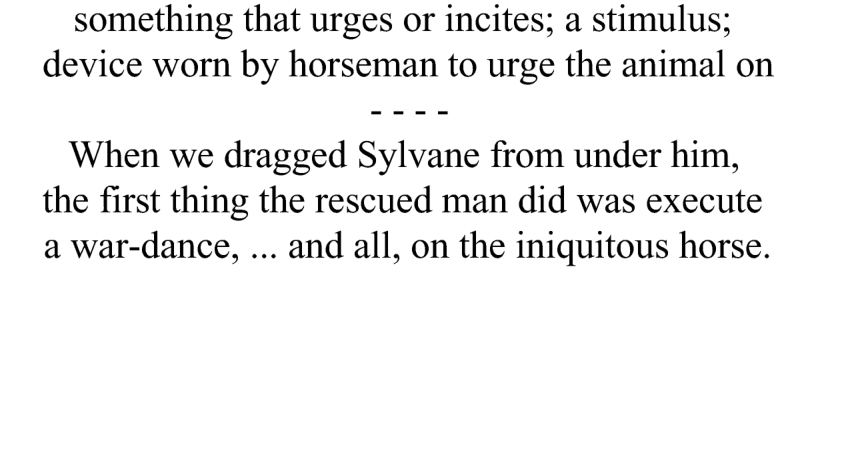 something that urges or incites; a stimulus;
device worn by horseman to urge the animal on
- - - -
When we dragged Sylvane from under him,
the first thing the rescued man did was execute
a war-dance, ... and all, on the iniquitous horse.